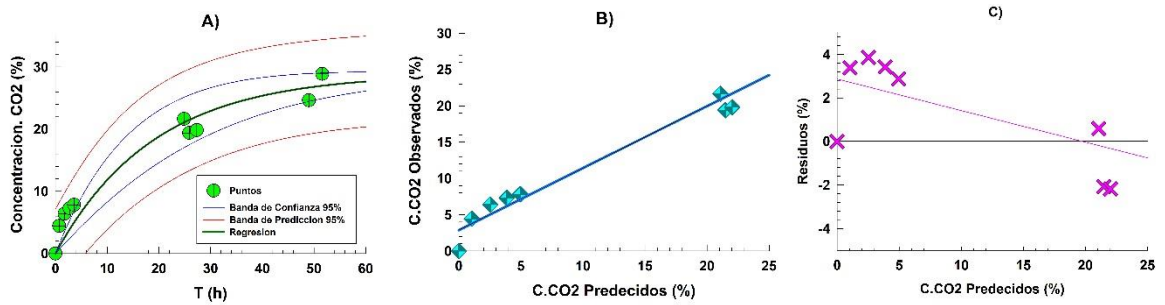 A)
Concentracion. CO2 (%)
30
20
10
0
0 10 20 30 40 50 60
T (h)
Puntos
Banda de Confianza 95%
Banda de Prediccion 95%
Regresion
B)
C.CO2 Observados (%)
30
25
20
15
10
5
0
0 5 10 15 20 25
C.CO2 Predecidos (%)
C)
Residuos (%)
4
2
0
-2
-4
0 5 10 15 20 25
C.CO2 Predecidos (%)